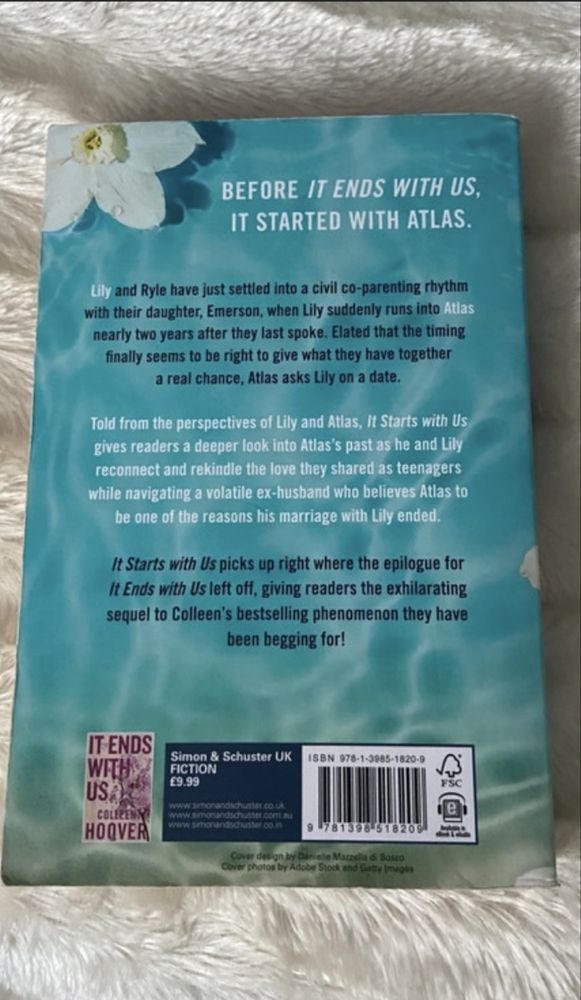 BEFORE IT ENDS WITH US,
IT STARTED WITH ATLAS.
Lily and Ryle have just settled into a civil co-parenting rhythm
with their daughter, Emerson, when Lily suddenly runs into Atlas
nearly two years after they last spoke. Elated that the timing
finally seems to be right to give what they have together
a real chance, Atlas asks Lily on a date.
Told from the perspectives of Lily and Atlas, It Starts with Us
gives readers a deeper look into Atlas's past as he and Lily
reconnect and rekindle the love they shared as teenagers
while navigating a volatile ex-husband who believes Atlas to
be one of the reasons his marriage with Lily ended.
It Starts with Us picks up right where the epilogue for
It Ends with Us left off, giving readers the exhilarating
sequel to Colleen's bestselling phenomenon they have
been begging for!
IT ENDS
WITH
US
COLLEEN
HOOVER
Simon & Schuster UK
FICTION
£9.99
www.simonandschuster.co.uk
www.simonandschuster.com.au
www.simonandschuster.co.in
ISBN 978-1-3985-1820-9
9 781398 518209
FSC
Available in
eBook & eAudio
Cover design by Danielle Mazzella di Bosco
Cover photos by Adobe Stock and Getty Images